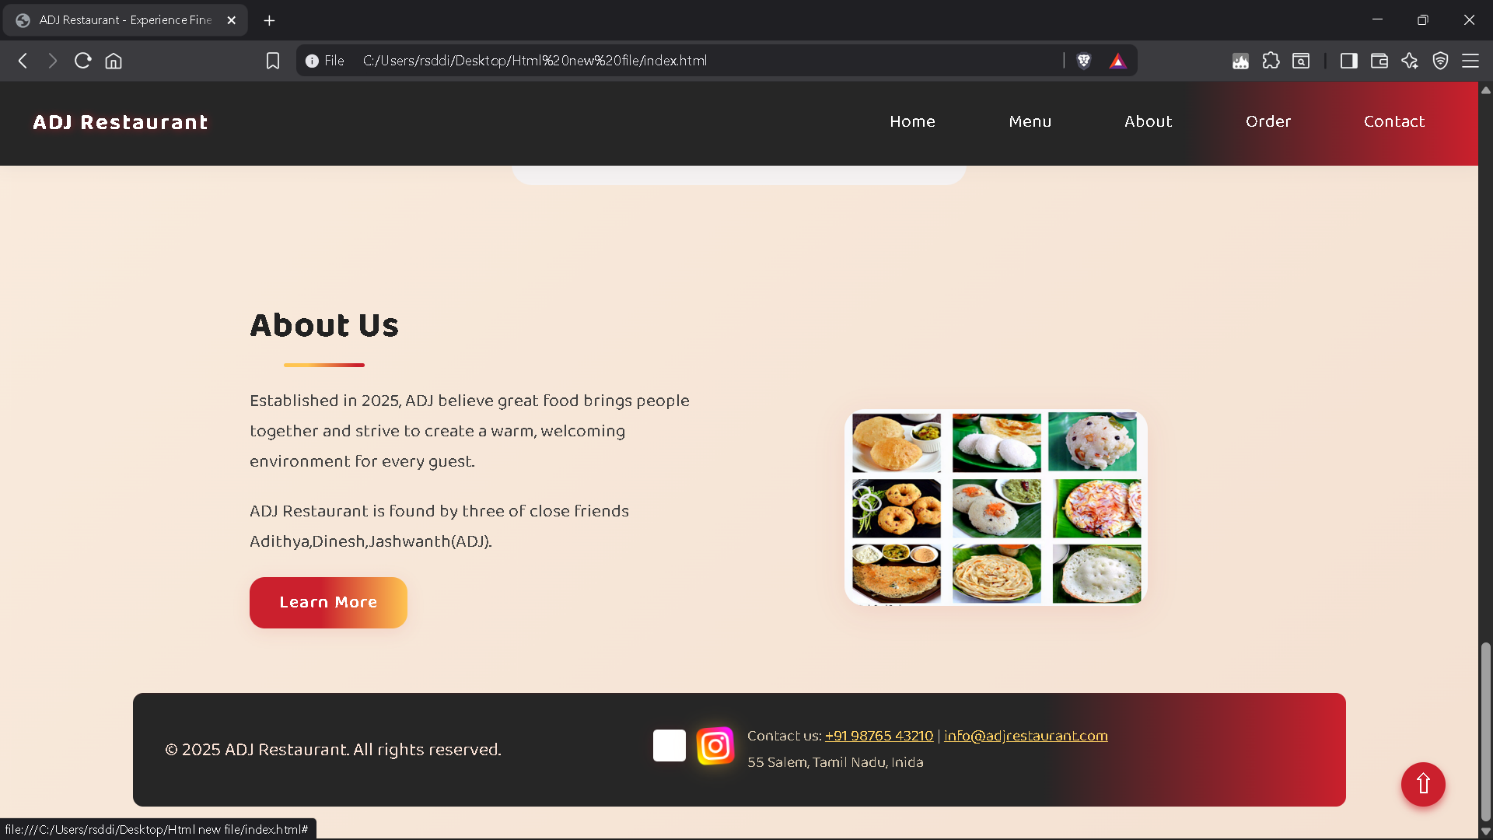 ADJ Restaurant - Experience Fine
File C:/Users/rsddi/Desktop/Html%20new%20file/index.html
ADJ Restaurant
Home Menu About Order Contact
About Us
Established in 2025, ADJ believe great food brings people
together and strive to create a warm, welcoming
environment for every guest.
ADJ Restaurant is found by three of close friends
Adithya,Dinesh,Jashwanth(ADJ).
Learn More
© 2025 ADJ Restaurant. All rights reserved.
Contact us: +91 98765 43210 | info@adjrestaurant.com
55 Salem, Tamil Nadu, Inida
file:///C:/Users/rsddi/Desktop/Html new file/index.html#